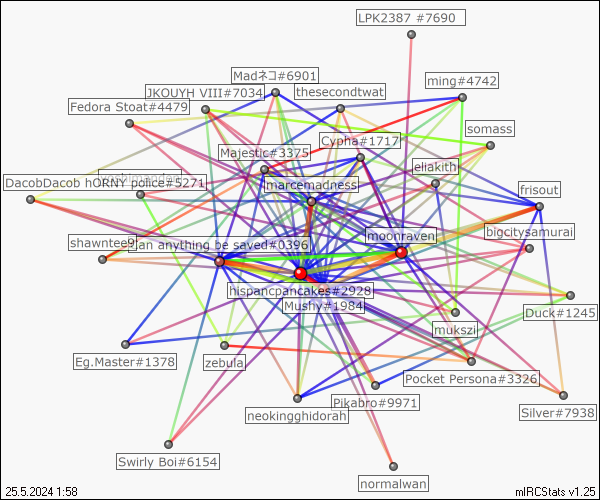 LPK2387 #7690
Madネコ#6901
ming#4742
JKOUYH VIII#7034
thesecondtwat
Fedora Stoat#4479
somass
Cypha#1717
Majestic#3375
eliakith
DacobDacob hORNY police#5271
marcemadness
frisout
bigcitysamurai
moonraven
shawntee9
an anything be saved#0396
hispancpancakes#2928
Mushy#1984
Duck#1245
mukszi
Eg.Master#1378
zebula
Pocket Persona#3326
Pikabro#9971
Silver#7938
neokingghidorah
Swirly Boi#6154
normalwan
25.5.2024 1:58
mIRCStats v1.25